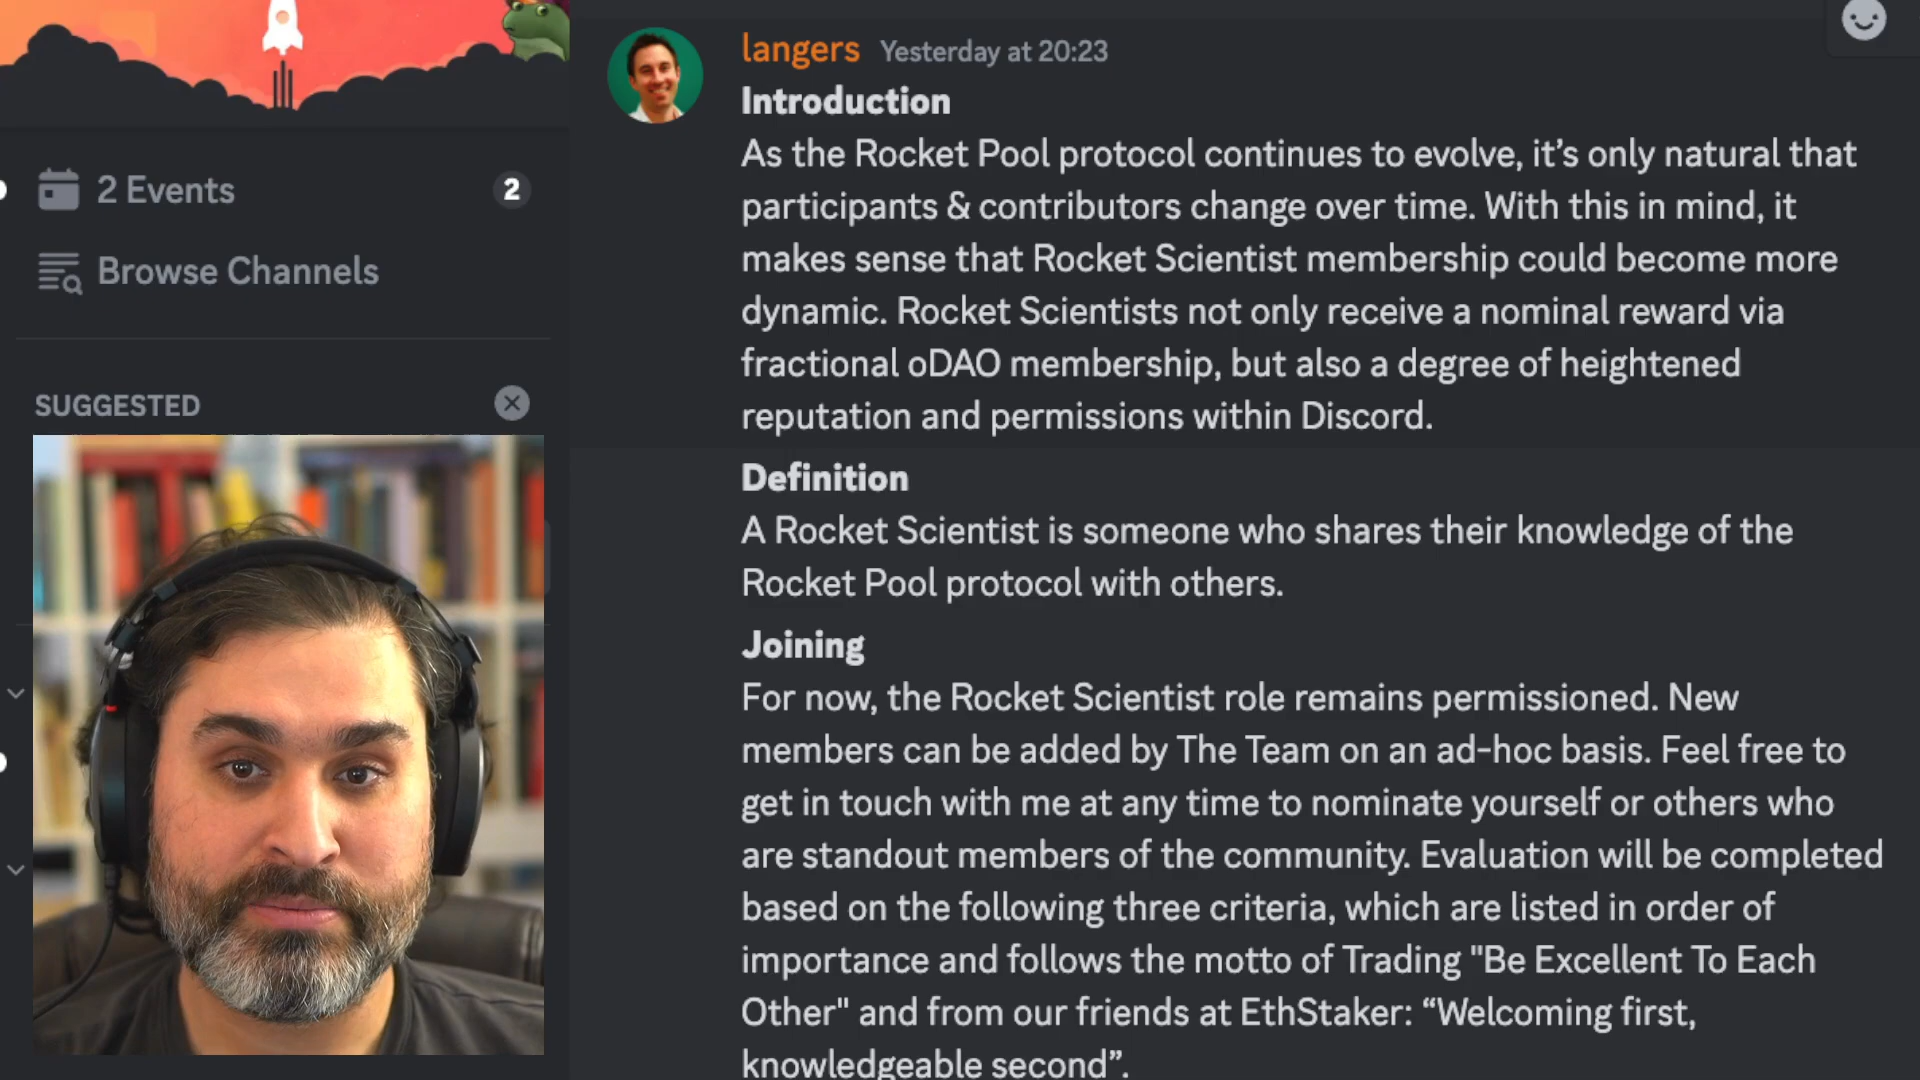 2 Events
2
Browse Channels
SUGGESTED
langers Yesterday at 20:23
Introduction
As the Rocket Pool protocol continues to evolve, it’s only natural that
participants & contributors change over time. With this in mind, it
makes sense that Rocket Scientist membership could become more
dynamic. Rocket Scientists not only receive a nominal reward via
fractional oDAO membership, but also a degree of heightened
reputation and permissions within Discord.
Definition
A Rocket Scientist is someone who shares their knowledge of the
Rocket Pool protocol with others.
Joining
For now, the Rocket Scientist role remains permissioned. New
members can be added by The Team on an ad-hoc basis. Feel free to
get in touch with me at any time to nominate yourself or others who
are standout members of the community. Evaluation will be completed
based on the following three criteria, which are listed in order of
importance and follows the motto of Trading "Be Excellent To Each
Other" and from our friends at EthStaker: “Welcoming first,
knowledgeable second”.